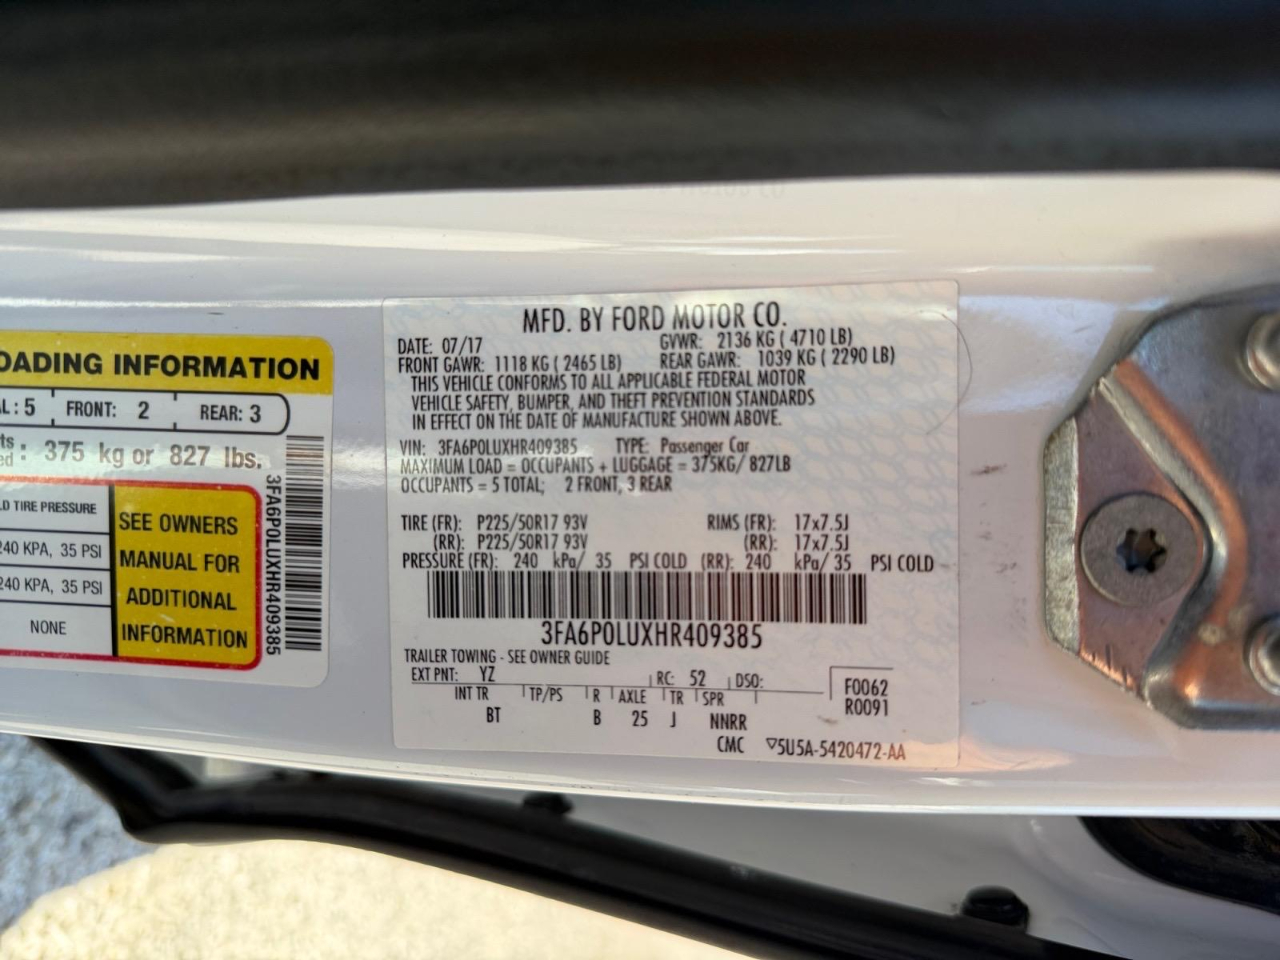 OADING INFORMATION
AL: 5 FRONT: 2 REAR: 3
ts
ed : 375 kg or 827 lbs.
D TIRE PRESSURE
240 KPA, 35 PSI
240 KPA, 35 PSI
NONE
SEE OWNERS
MANUAL FOR
ADDITIONAL
INFORMATION
3FA6P0LUXHR409385
MFD. BY FORD MOTOR CO.
DATE: 07/17 GVWR: 2136 KG ( 4710 LB)
FRONT GAWR: 1118 KG ( 2465 LB) REAR GAWR: 1039 KG ( 2290 LB)
THIS VEHICLE CONFORMS TO ALL APPLICABLE FEDERAL MOTOR
VEHICLE SAFETY, BUMPER, AND THEFT PREVENTION STANDARDS
IN EFFECT ON THE DATE OF MANUFACTURE SHOWN ABOVE.
VIN: 3FA6P0LUXHR409385 TYPE: Passenger Car
MAXIMUM LOAD = OCCUPANTS + LUGGAGE = 375KG/ 827LB
OCCUPANTS = 5 TOTAL; 2 FRONT, 3 REAR
TIRE (FR): P225/50R17 93V RIMS (FR): 17x7.5J
(RR): P225/50R17 93V (RR): 17x7.5J
PRESSURE (FR): 240 kPa/ 35 PSI COLD (RR): 240 kPa/ 35 PSI COLD
3FA6P0LUXHR409385
TRAILER TOWING - SEE OWNER GUIDE
EXT PNT: YZ RC: 52 DSO:
INT TR TP/PS R AXLE TR SPR
BT B 25 J NNRR
F0062
R0091
CMC ▽5U5A-5420472-AA